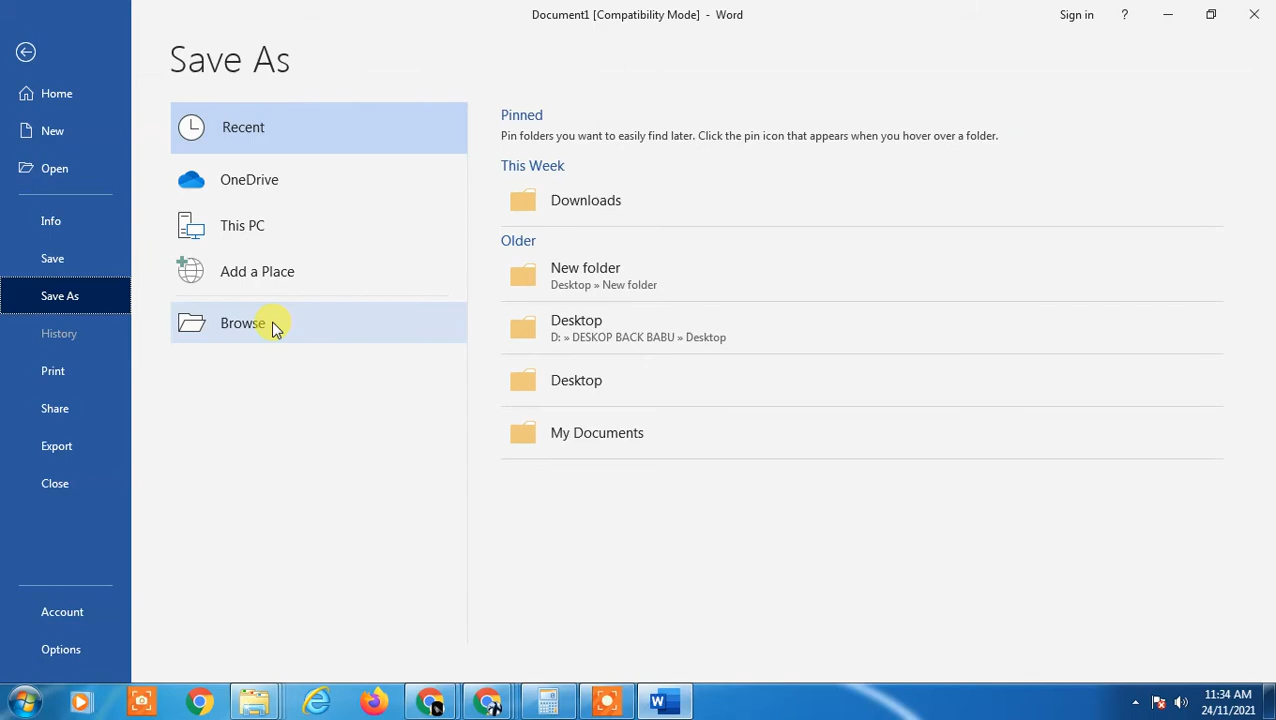 Document1 [Compatibility Mode] - Word
Sign in
?
Save As
Home
New
Open
Info
Save
Save As
History
Print
Share
Export
Close
Account
Options
Recent
OneDrive
This PC
Add a Place
Browse
Pinned
Pin folders you want to easily find later. Click the pin icon that appears when you hover over a folder.
This Week
Downloads
Older
New folder
Desktop » New folder
Desktop
D: » DESKOP BACK BABU » Desktop
Desktop
My Documents
11:34 AM
24/11/2021